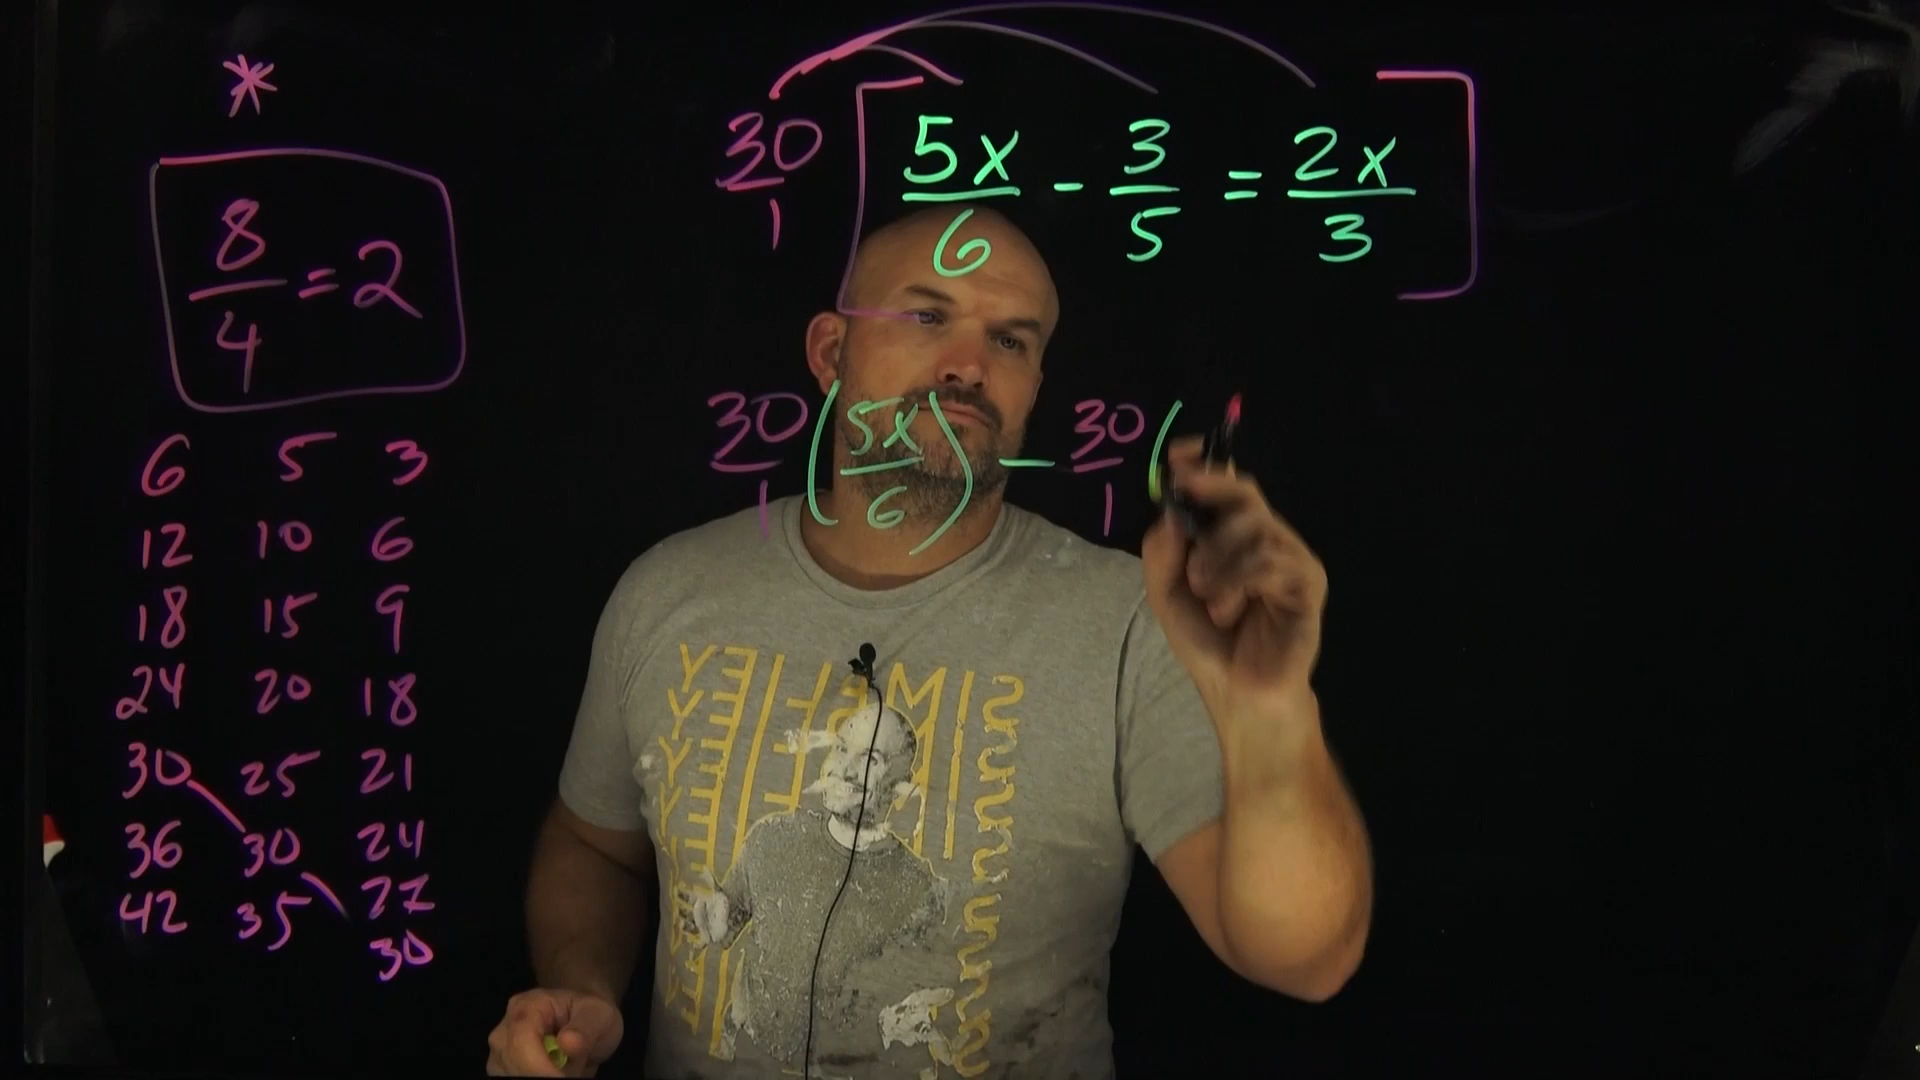 *
8/4 = 2
30/1 [5x/6 - 3/5 = 2x/3]
30/1 (5x/6) - 30/1 (
6 5 3
12 10 6
18 15 9
24 20 18
30 25 21
36 30 24
42 35 27
30